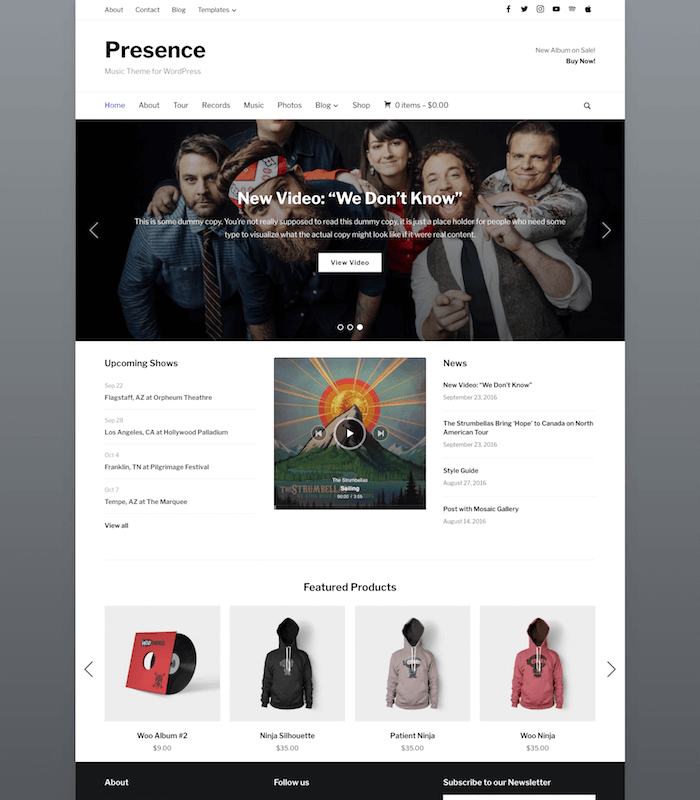 About Contact Blog Templates
Presence
Music Theme for WordPress
New Album on Sale!
Buy Now!
Home About Tour Records Music Photos Blog Shop 0 items – $0.00
New Video: “We Don’t Know”
This is some dummy copy. You’re not really supposed to read this dummy copy, it is just a place holder for people who need some
type to visualize what the actual copy might look like if it were real content.
View Video
Upcoming Shows
Sep 22
Flagstaff, AZ at Orpheum Theathre
Sep 28
Los Angeles, CA at Hollywood Palladium
Oct 4
Franklin, TN at Pilgrimage Festival
Oct 7
Tempe, AZ at The Marquee
View all
The Strumbellas
Sailing
THE STRUMBELL
00:00 / 3:55
News
New Video: “We Don’t Know”
September 23, 2016
The Strumbellas Bring ‘Hope’ to Canada on North
American Tour
September 23, 2016
Style Guide
August 27, 2016
Post with Mosaic Gallery
August 14, 2016
Featured Products
WOO
Woo Album #2
$9.00
Ninja Silhouette
$35.00
Patient Ninja
$35.00
Woo Ninja
$35.00
About
Follow us
Subscribe to our Newsletter